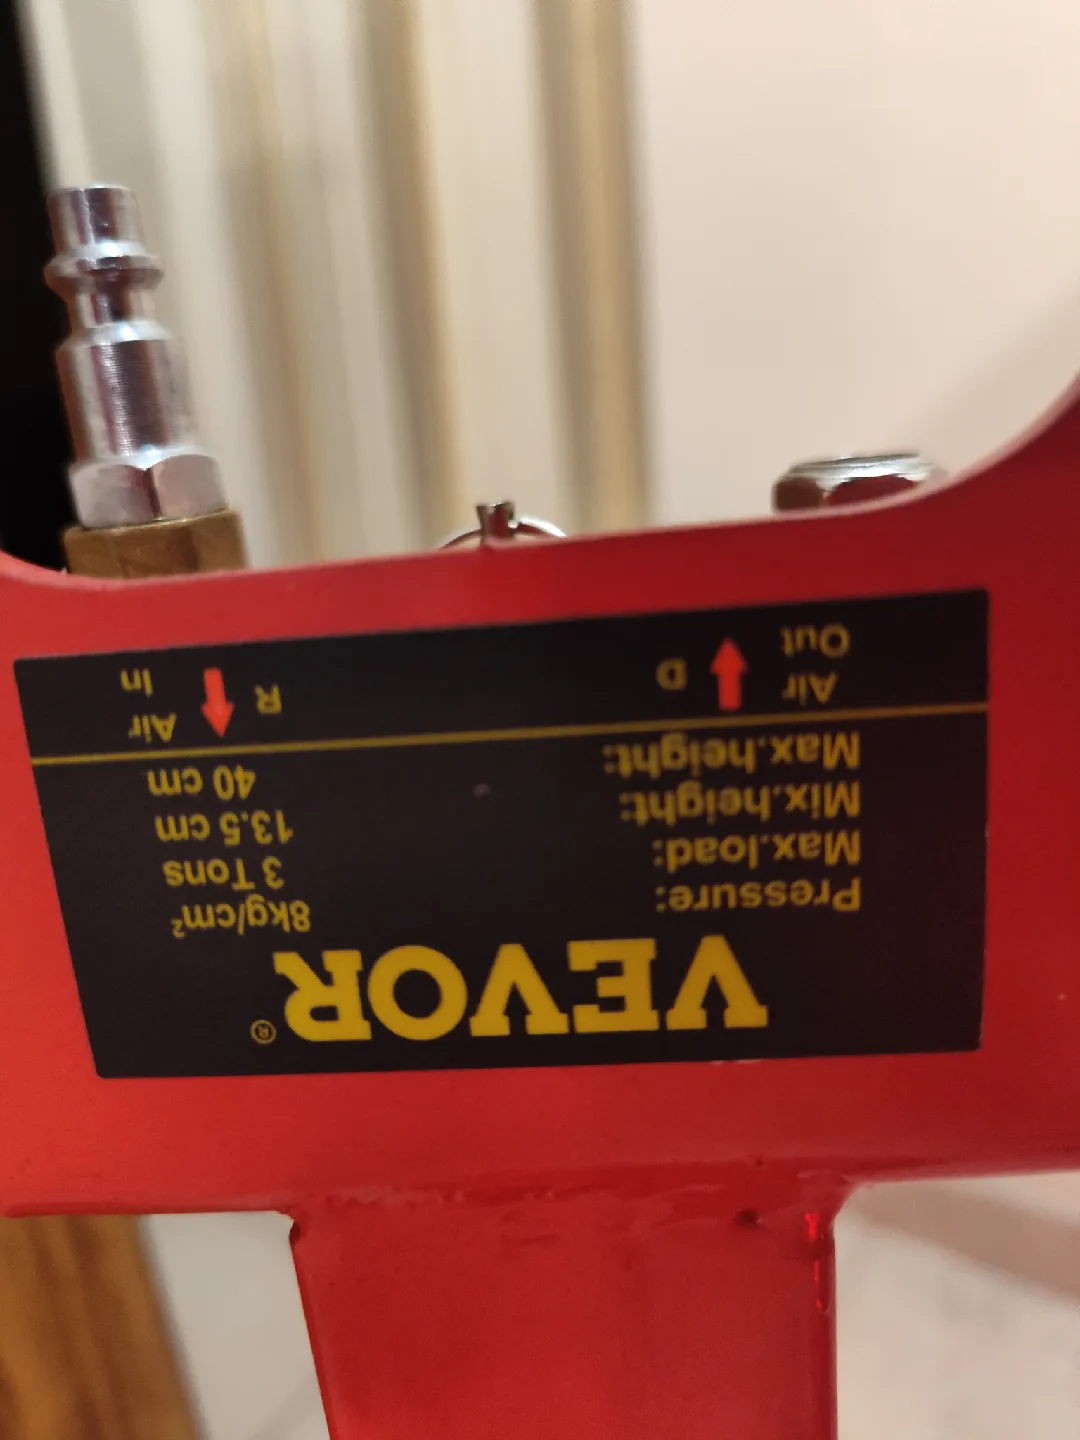 VEVOR®
Pressure: 8kg/cm²
Max.load: 3 Tons
Mix.height: 13.5 cm
Max.height: 40 cm
Air Out D R Air In